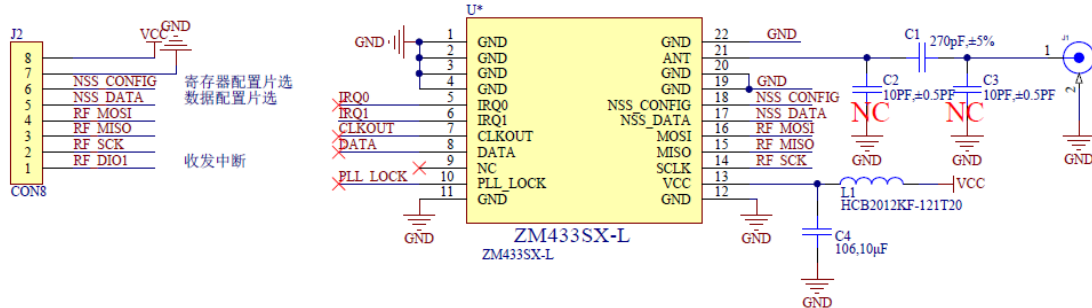 J2
8
7
6
5
4
3
2
1
CON8
VCC
GND
NSS_CONFIG
NSS_DATA
RF_MOSI
RF_MISO
RF_SCK
RF_DIO1
寄存器配置片选
数据配置片选
收发中断
U*
GND
1 GND
2 GND
3 GND
4 GND
IRQ0 5 IRQ0
IRQ1 6 IRQ1
CLKOUT 7 CLKOUT
DATA 8 DATA
9 NC
PLL_LOCK 10 PLL_LOCK
11 GND
GND
GND 22 GND
ANT 21
GND 20
GND 19 GND
NSS_CONFIG 18 NSS_CONFIG
NSS_DATA 17 NSS_DATA
MOSI 16 RF_MOSI
MISO 15 RF_MISO
SCLK 14 RF_SCK
VCC 13
GND 12
GND
ZM433SX-L
ZM433SX-L
C1
270pF,±5%
C2
10PF,±0.5PF
NC
GND
C3
10PF,±0.5PF
NC
GND
J1
1
2
GND
L1
HCB2012KF-121T20
VCC
C4
106,10μF
GND